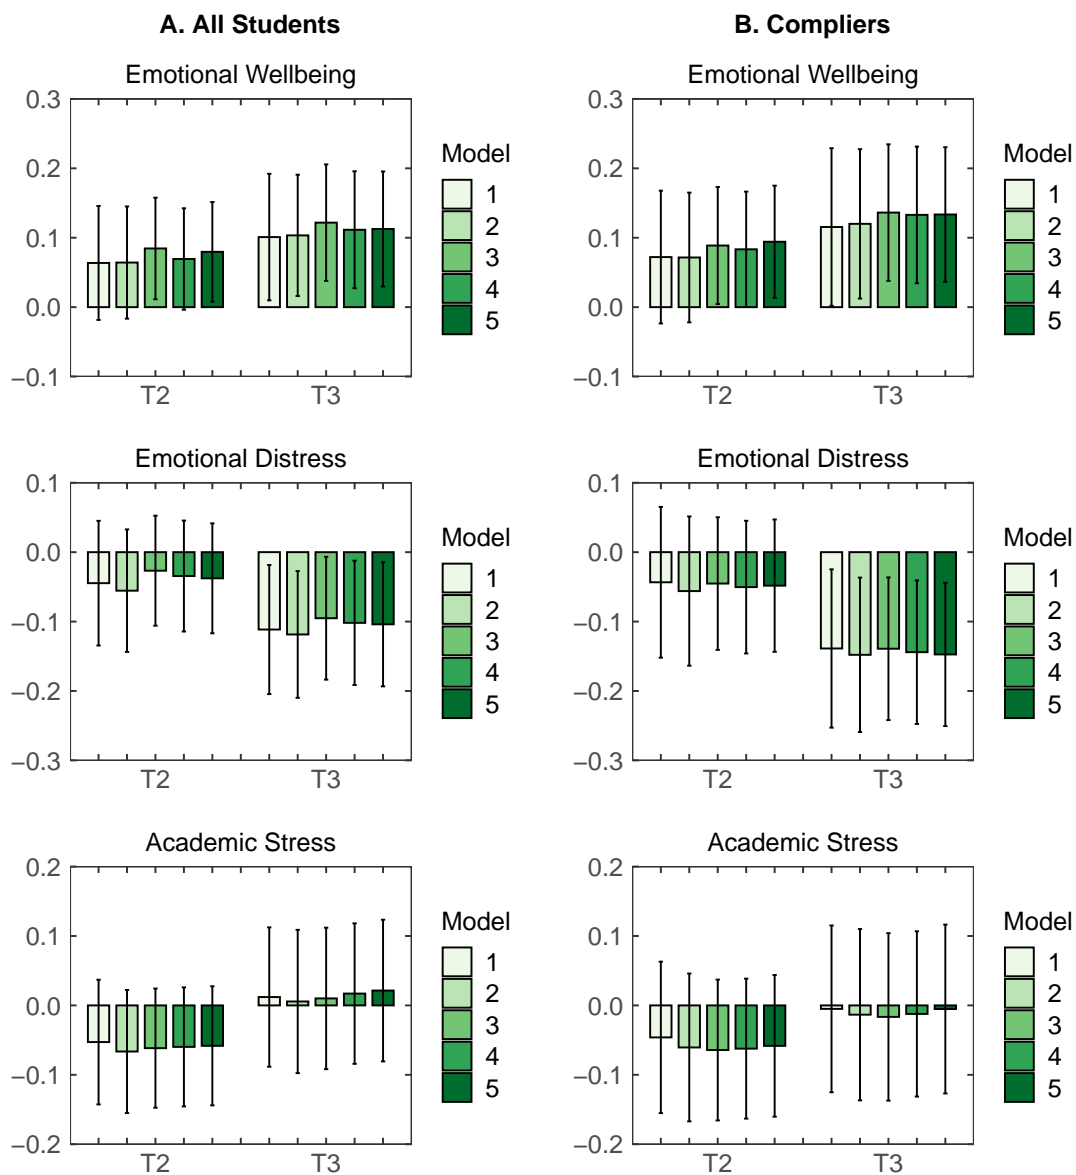 A. All Students
B. Compliers
Emotional Wellbeing
0.3
0.2
0.1
0.0
−0.1
T2
T3
Model
1
2
3
4
5
Emotional Wellbeing
0.3
0.2
0.1
0.0
−0.1
T2
T3
Model
1
2
3
4
5
Emotional Distress
0.1
0.0
−0.1
−0.2
−0.3
T2
T3
Model
1
2
3
4
5
Emotional Distress
0.1
0.0
−0.1
−0.2
−0.3
T2
T3
Model
1
2
3
4
5
Academic Stress
0.2
0.1
0.0
−0.1
−0.2
T2
T3
Model
1
2
3
4
5
Academic Stress
0.2
0.1
0.0
−0.1
−0.2
T2
T3
Model
1
2
3
4
5